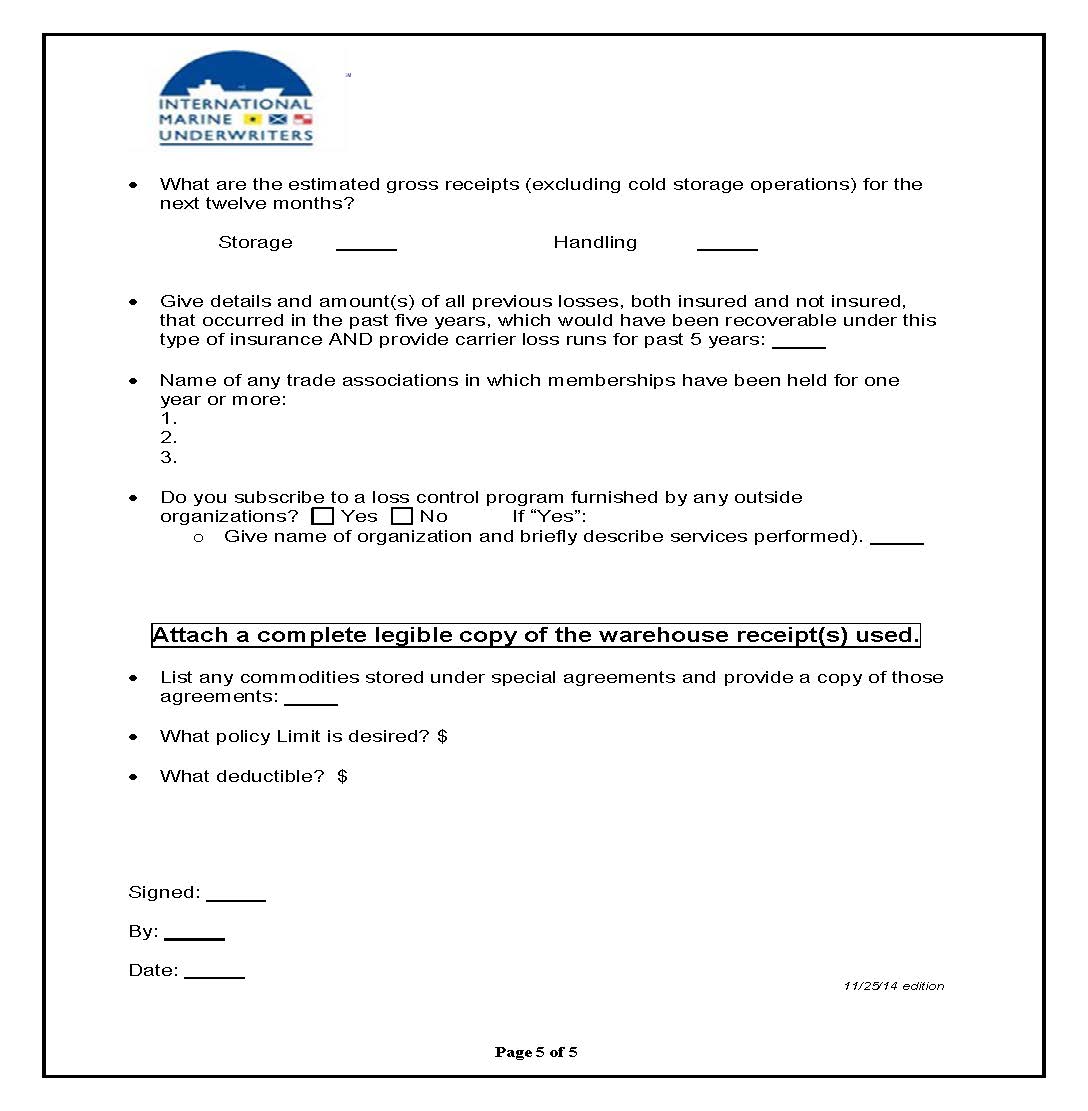 INTERNATIONAL
MARINE
UNDERWRITERS
SM
• What are the estimated gross receipts (excluding cold storage operations) for the
next twelve months?
Storage _____ Handling _____
• Give details and amount(s) of all previous losses, both insured and not insured,
that occurred in the past five years, which would have been recoverable under this
type of insurance AND provide carrier loss runs for past 5 years: _____
• Name of any trade associations in which memberships have been held for one
year or more:
1.
2.
3.
• Do you subscribe to a loss control program furnished by any outside
organizations? ☐ Yes ☐ No If “Yes”:
o Give name of organization and briefly describe services performed). _____
Attach a complete legible copy of the warehouse receipt(s) used.
• List any commodities stored under special agreements and provide a copy of those
agreements: _____
• What policy Limit is desired? $
• What deductible? $
Signed: _____
By: _____
Date: _____
11/25/14 edition
Page 5 of 5